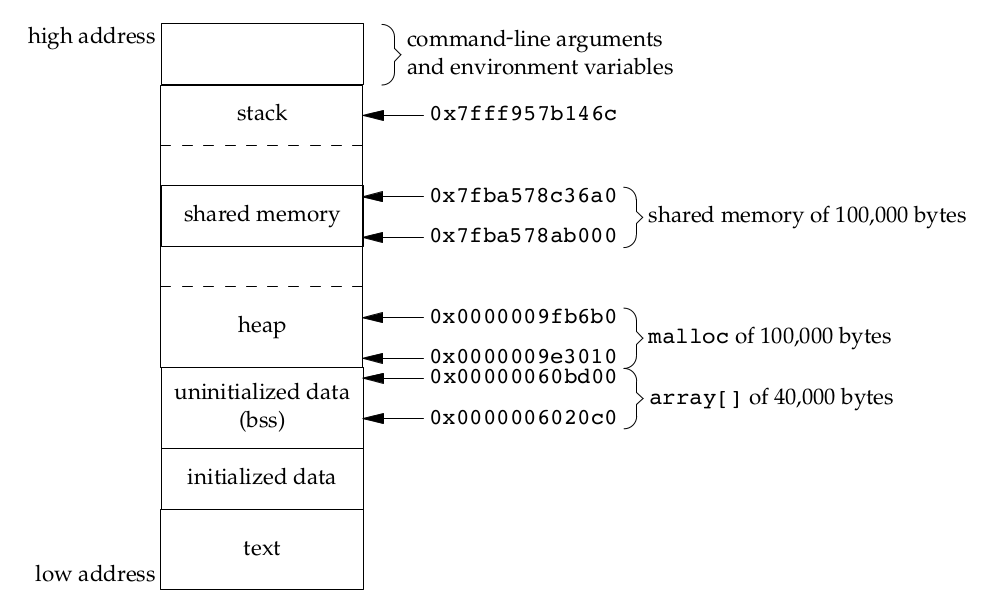 high address
command-line arguments
and environment variables
stack
0x7fff957b146c
0x7fba578c36a0
shared memory
shared memory of 100,000 bytes
0x7fba578ab000
0x0000009fb6b0
heap
malloc of 100,000 bytes
0x0000009e3010
0x00000060bd00
uninitialized data
(bss)
array[] of 40,000 bytes
0x0000006020c0
initialized data
text
low address